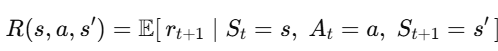 R(s, a, s′) = 𝔼[ r_{t+1} | S_t = s, A_t = a, S_{t+1} = s′ ]